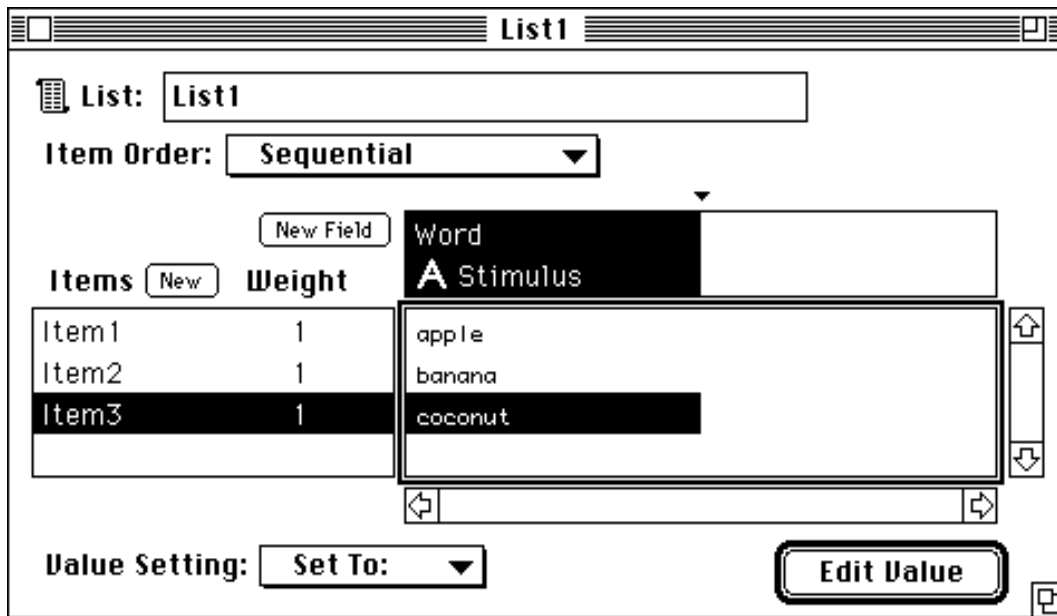 List1
List: List1
Item Order: Sequential
New Field
Word
Items New Weight
A Stimulus
Item1 1 apple
Item2 1 banana
Item3 1 coconut
Value Setting: Set To:
Edit Value